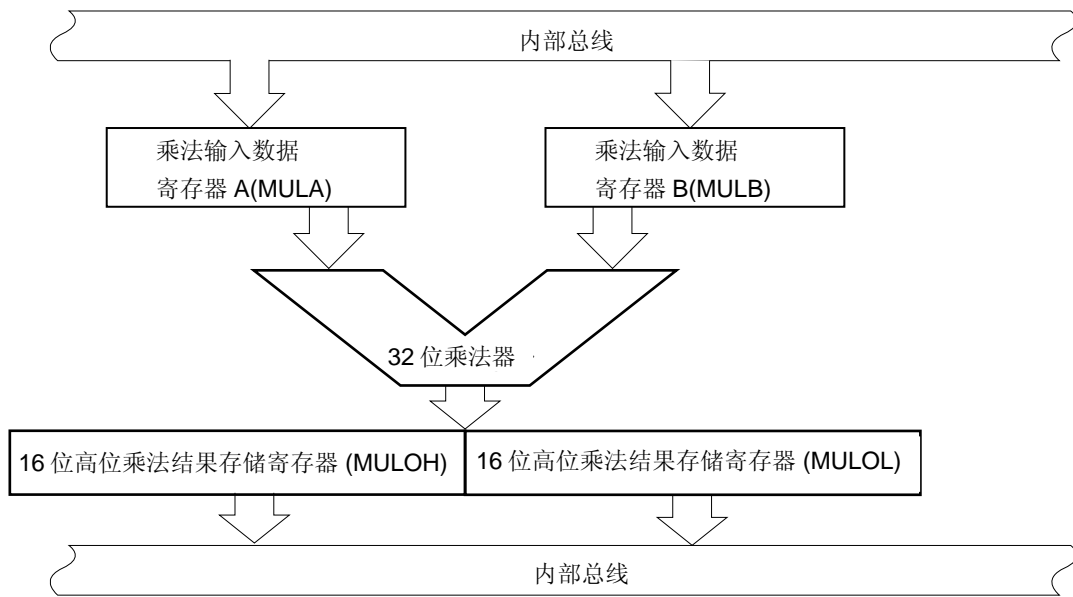 内部总线
乘法输入数据
寄存器 A(MULA)
乘法输入数据
寄存器 B(MULB)
32 位乘法器
16 位高位乘法结果存储寄存器 (MULOH)
16 位高位乘法结果存储寄存器 (MULOL)
内部总线